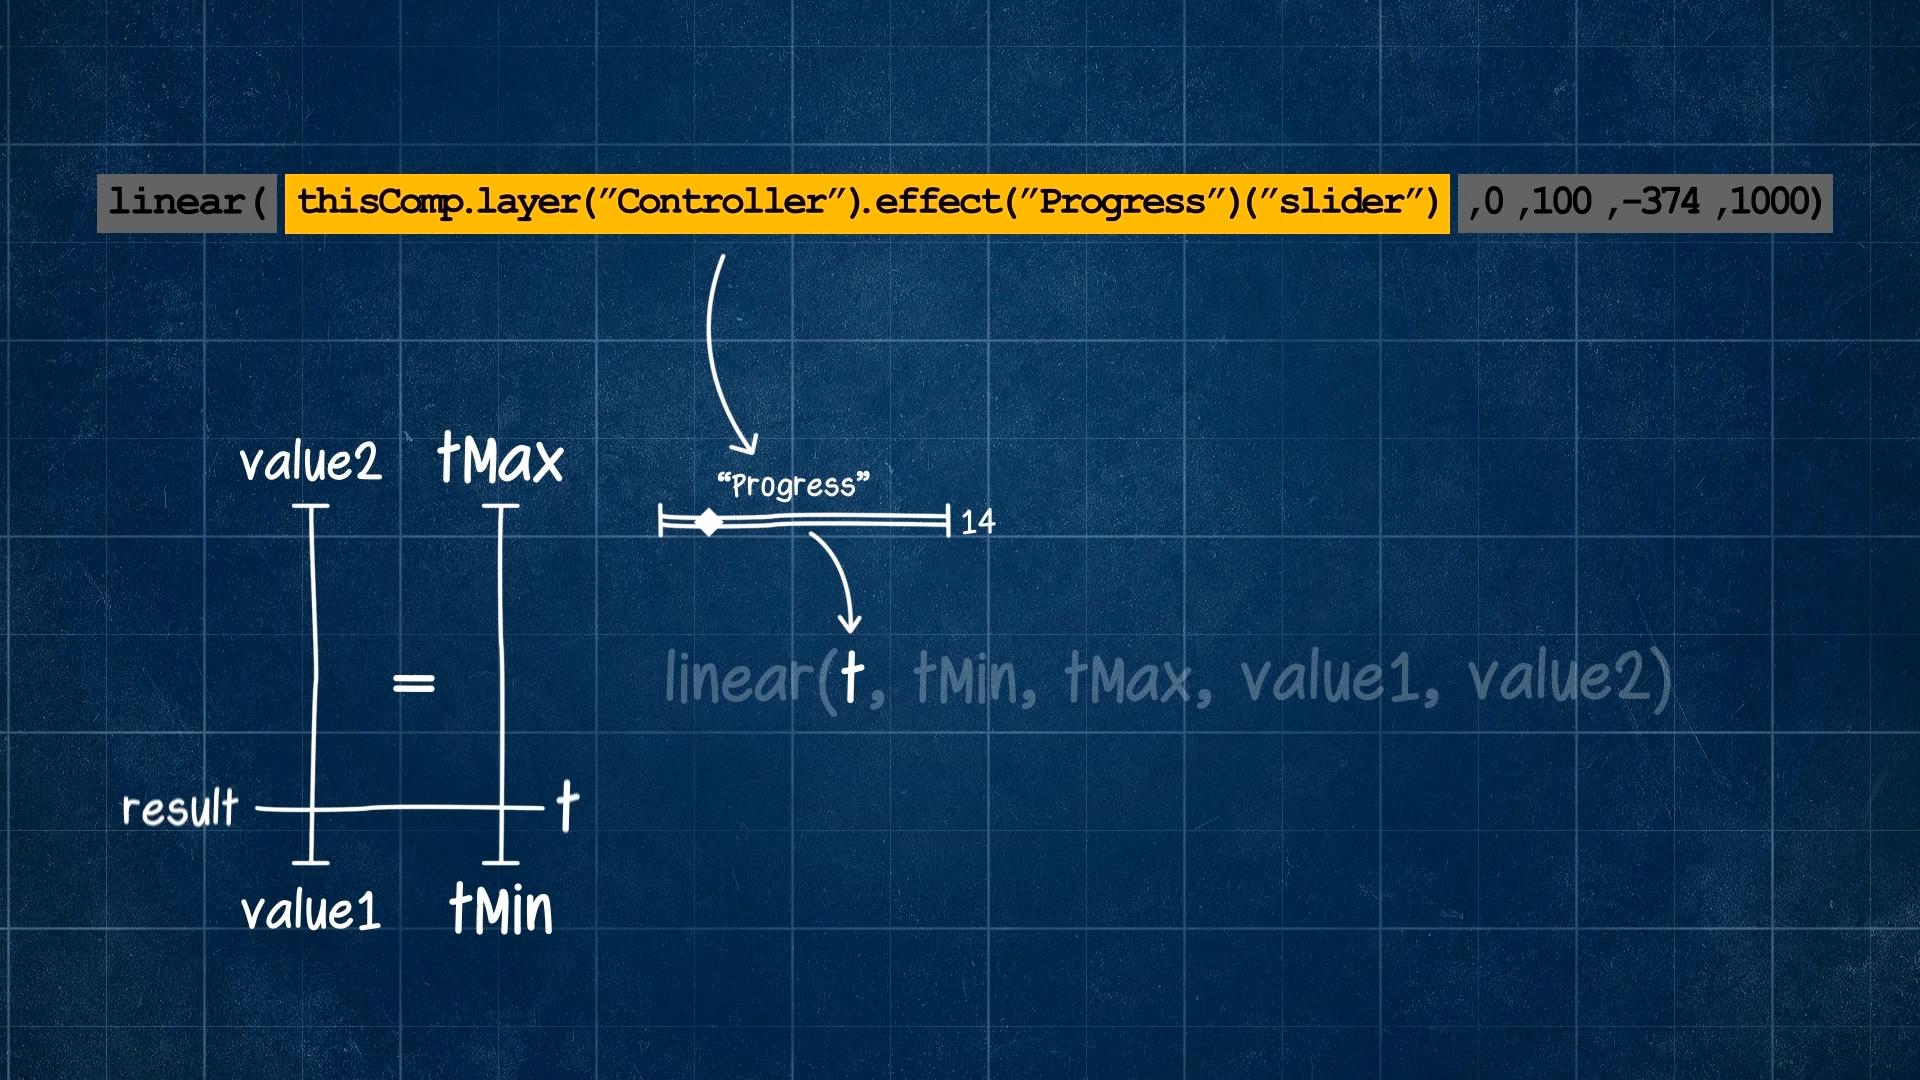 linear( thisComp.layer(”Controller”).effect(”Progress”)(”slider”) ,0 ,100 ,-374 ,1000)
value2 tMax
“Progress”
14
=
linear(t, tMin, tMax, value1, value2)
result t
value1 tMin